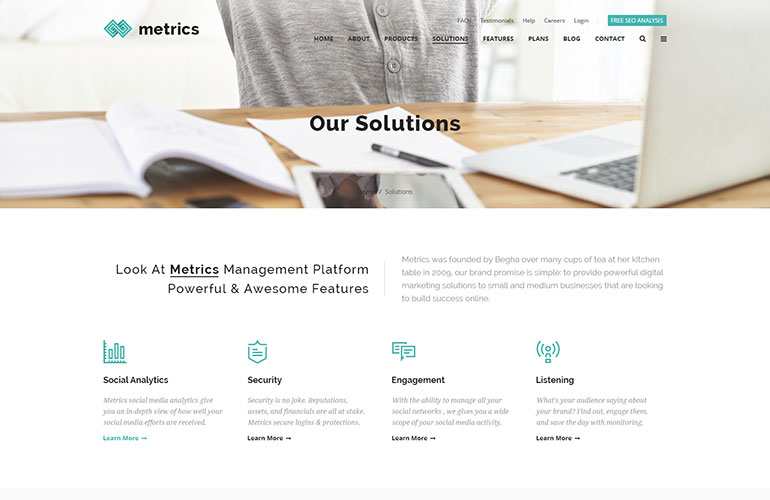 FAQs Testimonials Help Careers Login FREE SEO ANALYSIS
metrics
HOME ABOUT PRODUCTS SOLUTIONS FEATURES PLANS BLOG CONTACT
Our Solutions
Home / Solutions
Look At Metrics Management Platform
Powerful & Awesome Features
Metrics was founded by Begha over many cups of tea at her kitchen
table in 2009, our brand promise is simple: to provide powerful digital
marketing solutions to small and medium businesses that are looking
to build success online.
Social Analytics
Metrics social media analytics give
you an in-depth view of how well your
social media efforts are received.
Learn More
Security
Security is no joke. Reputations,
assets, and financials are all at stake.
Metrics secure logins & protections.
Learn More
Engagement
With the ability to manage all your
social networks , we gives you a wide
scope of your social media activity.
Learn More
Listening
What's your audience saying about
your brand? Find out, engage them,
and save the day with monitoring.
Learn More